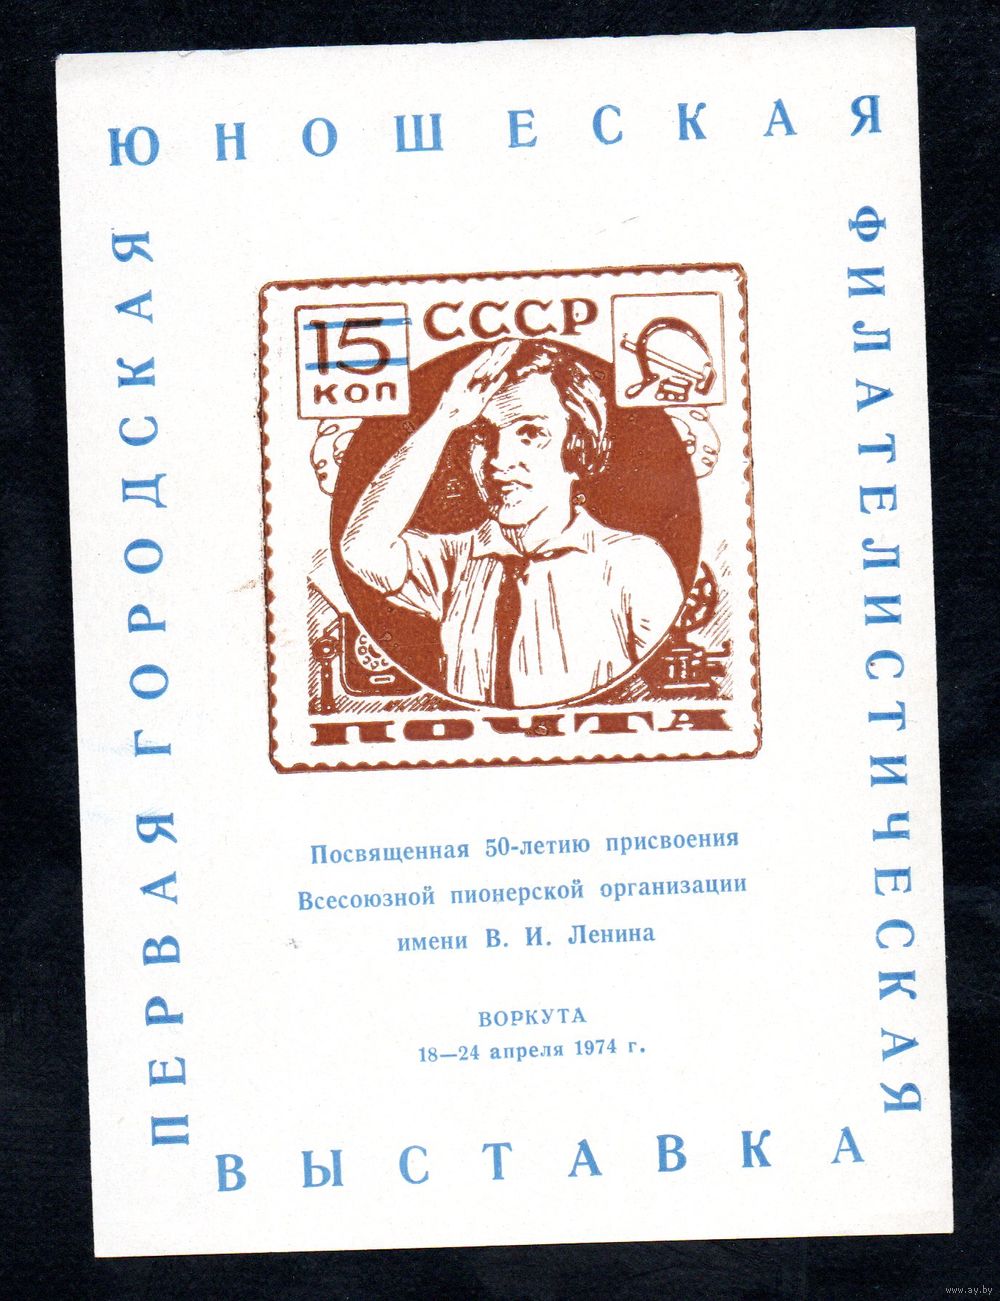 ПЕРВАЯ ГОРОДСКАЯ
ЮНОШЕСКАЯ
ФИЛАТЕЛИСТИЧЕСКАЯ
15
КОП
СССР
ПОЧТА
Посвященная 50-летию присвоения
Всесоюзной пионерской организации
имени В. И. Ленина
ВОРКУТА
18—24 апреля 1974 г.
ВЫСТАВКА
www.ay.by